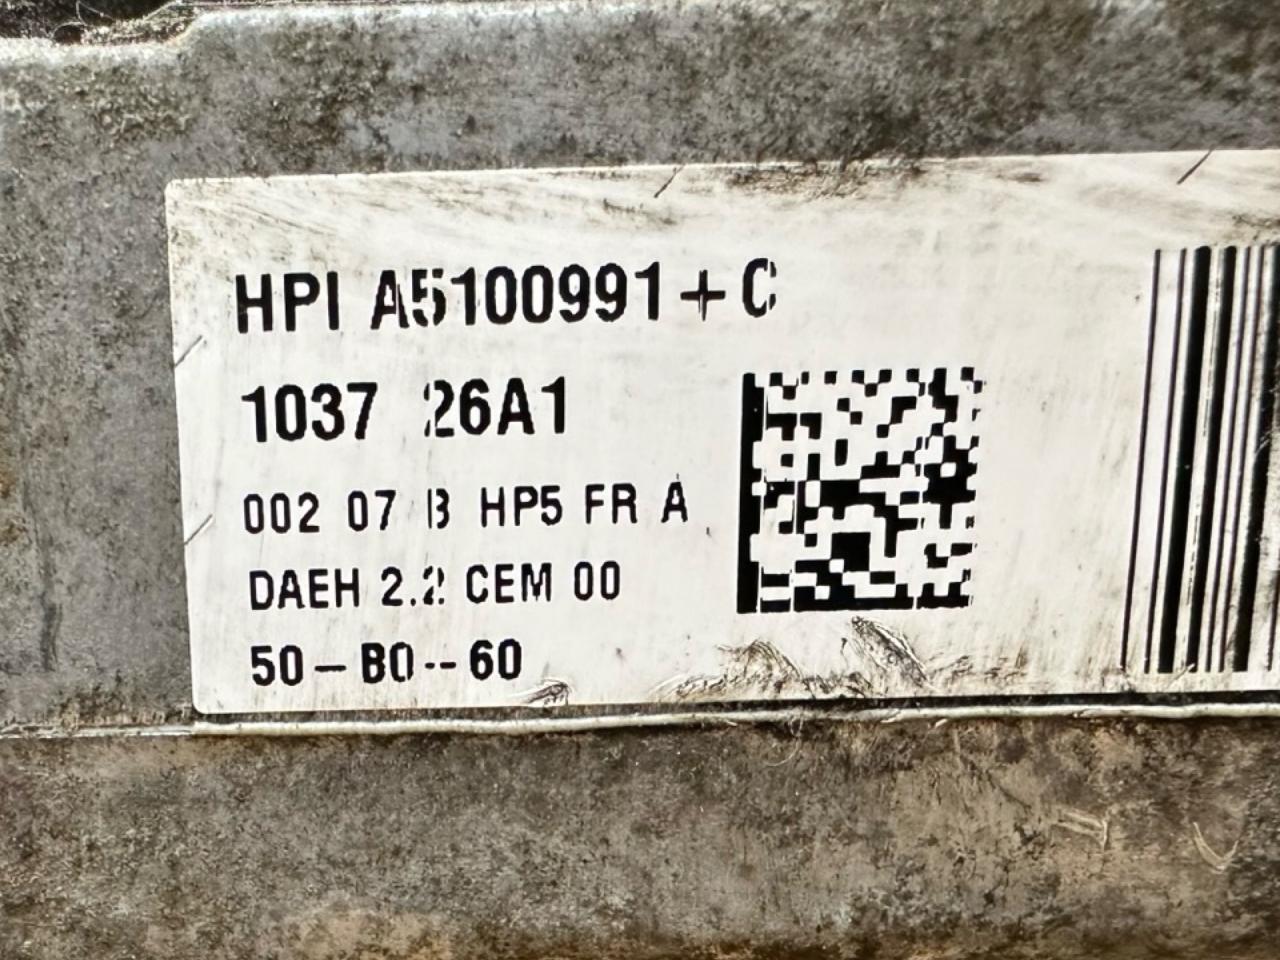 HPI A5100991+C
1037 26A1
002 07 B HP5 FR A
DAEH 2.2 CEM 00
50-B0--60